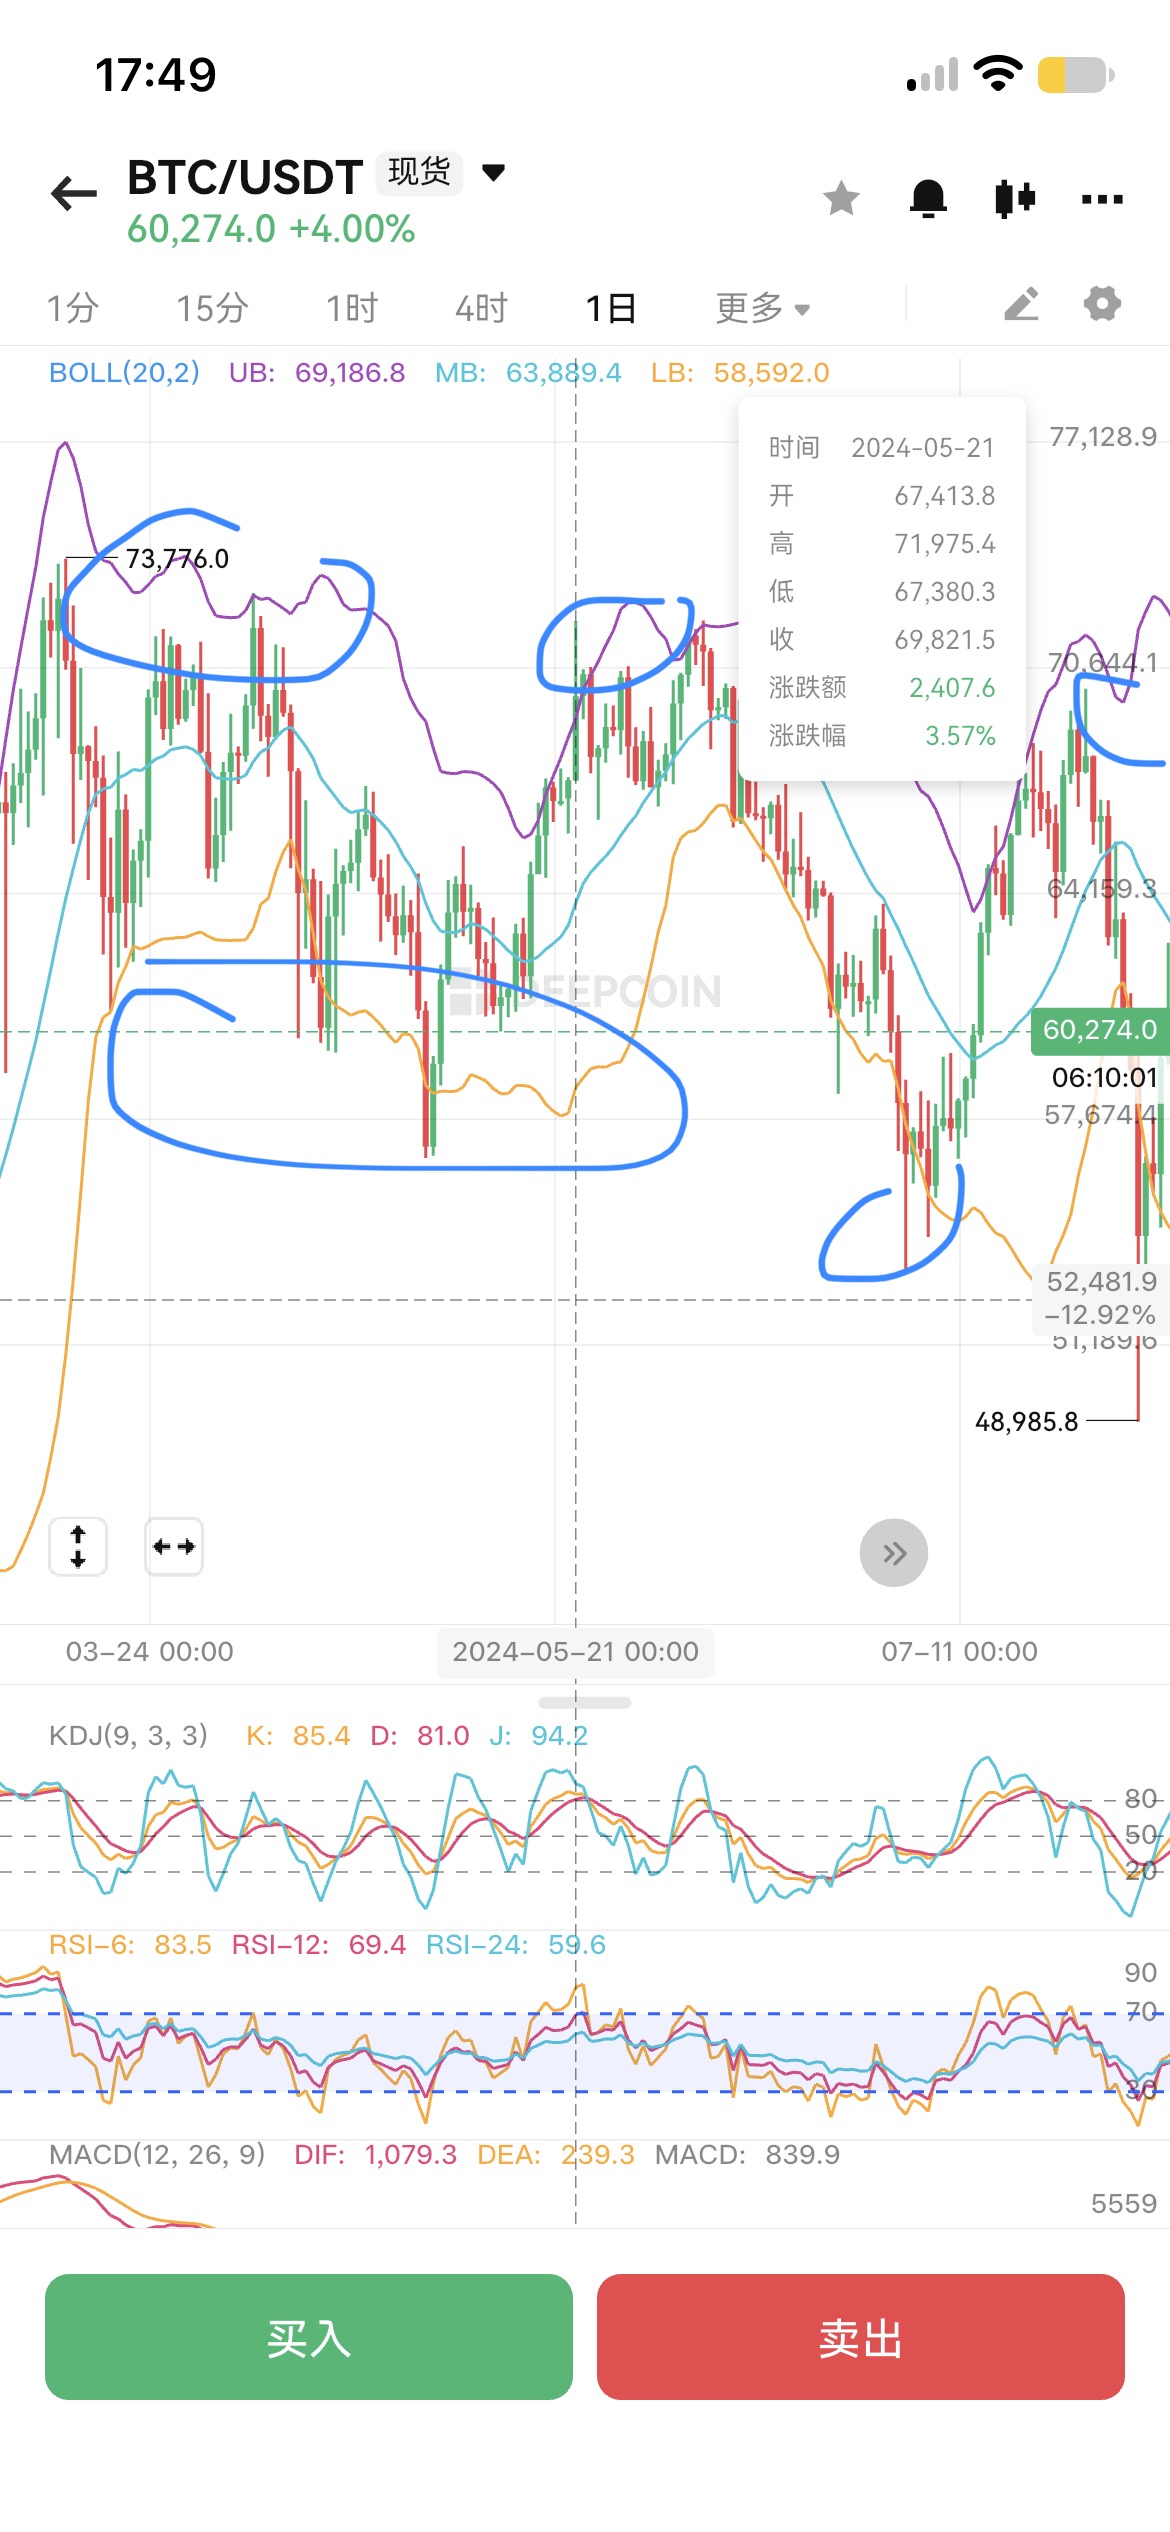 17:49
BTC/USDT 现货
60,274.0 +4.00%
1分 15分 1时 4时 1日 更多
BOLL(20,2) UB: 69,186.8 MB: 63,889.4 LB: 58,592.0
时间 2024-05-21
开 67,413.8
高 71,975.4
低 67,380.3
收 69,821.5
涨跌额 2,407.6
涨跌幅 3.57%
77,128.9
73,776.0
70,644.1
64,159.3
DEEPCOIN
60,274.0
06:10:01
57,674.4
52,481.9
-12.92%
51,189.6
48,985.8
03-24 00:00 2024-05-21 00:00 07-11 00:00
KDJ(9, 3, 3) K: 85.4 D: 81.0 J: 94.2
80
50
20
RSI-6: 83.5 RSI-12: 69.4 RSI-24: 59.6
90
70
30
MACD(12, 26, 9) DIF: 1,079.3 DEA: 239.3 MACD: 839.9
5559
买入 卖出